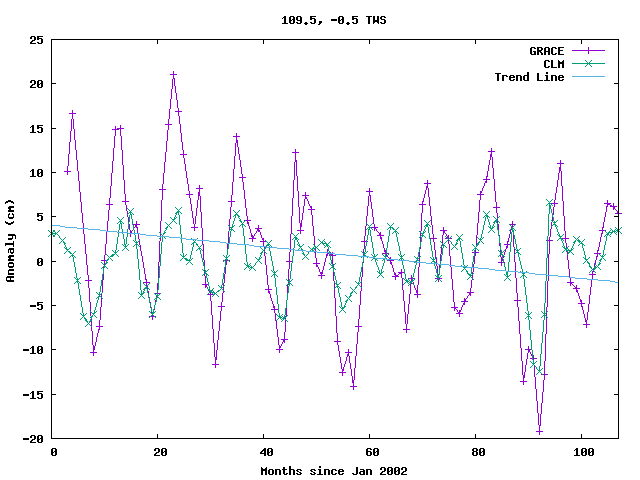 109.5, -0.5 TWS
25
20
15
10
5
0
-5
-10
-15
-20
Anomaly (cm)
GRACE
CLM
Trend Line
0 20 40 60 80 100
Months since Jan 2002